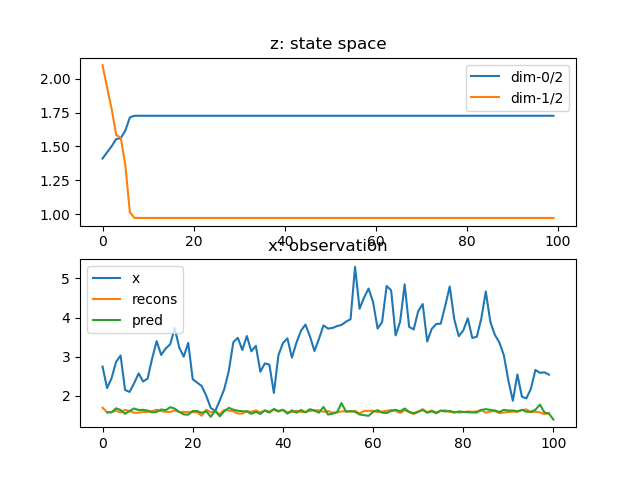 z: state space
2.00
1.75
1.50
1.25
1.00
dim-0/2
dim-1/2
0 20 40 60 80 100
x: observation
5
4
3
2
x
recons
pred
0 20 40 60 80 100